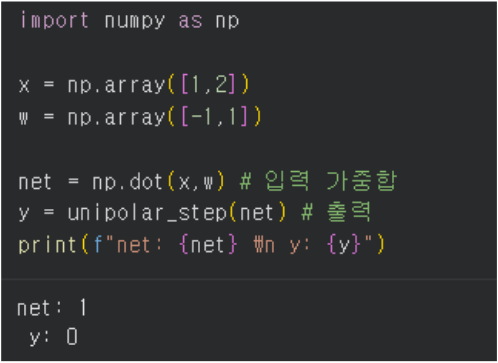 import numpy as np
x = np.array([1,2])
w = np.array([-1,1])
net = np.dot(x,w) # 입력 가중합
y = unipolar_step(net) # 출력
print(f"net: {net} ₩n y: {y}")
net: 1
y: 0